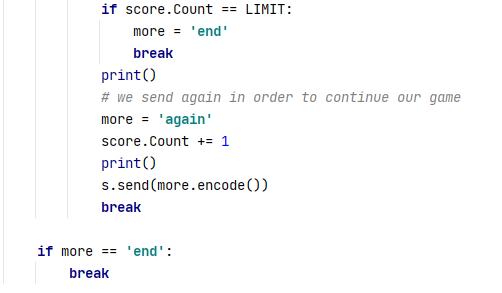 if score.Count == LIMIT:
more = 'end'
break
print()
# we send again in order to continue our game
more = 'again'
score.Count += 1
print()
s.send(more.encode())
break
if more == 'end':
break